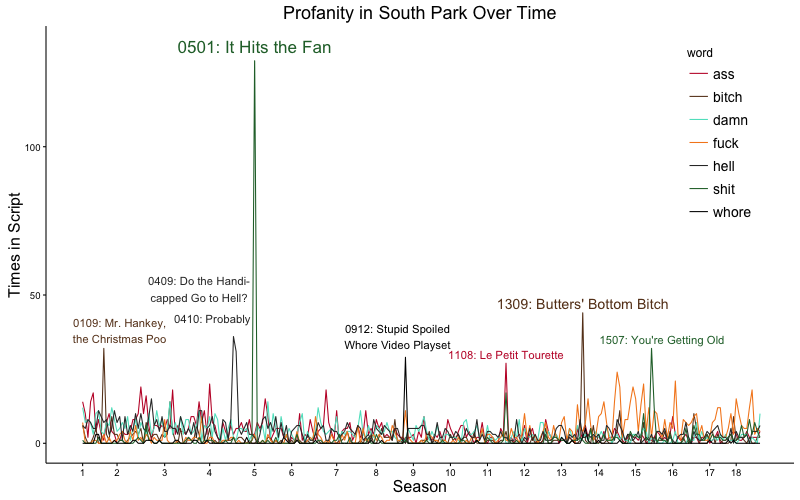 Profanity in South Park Over Time
0501: It Hits the Fan
word
ass
bitch
damn
fuck
hell
shit
whore
100
50
0
Times in Script
0409: Do the Handi-
capped Go to Hell?
0410: Probably
0109: Mr. Hankey,
the Christmas Poo
0912: Stupid Spoiled
Whore Video Playset
1108: Le Petit Tourette
1309: Butters' Bottom Bitch
1507: You're Getting Old
1 2 3 4 5 6 7 8 9 10 11 12 13 14 15 16 17 18
Season